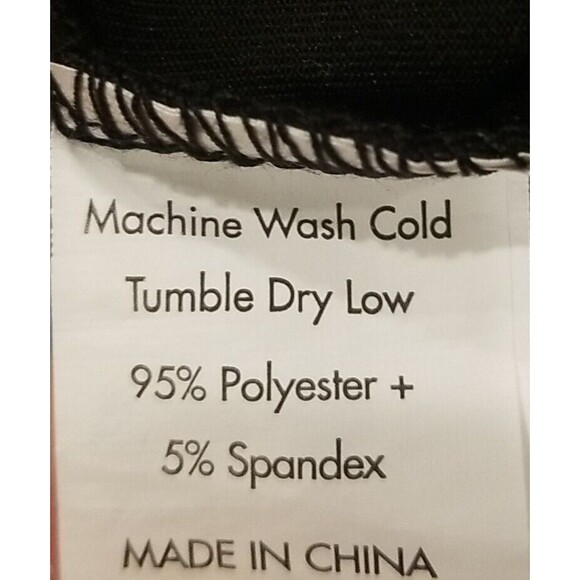 Machine Wash Cold
Tumble Dry Low
95% Polyester +
5% Spandex
MADE IN CHINA